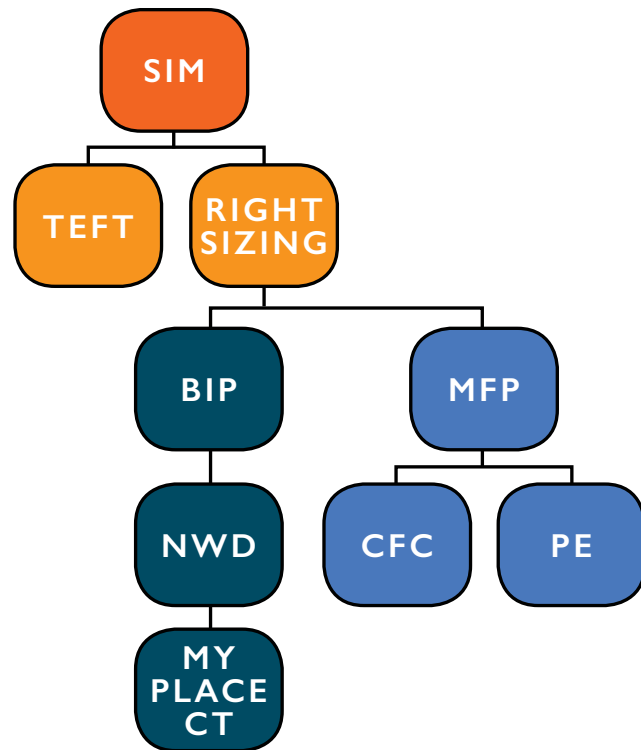 SIM
TEFT
RIGHT
SIZING
BIP
MFP
NWD
CFC
PE
MY
PLACE
CT